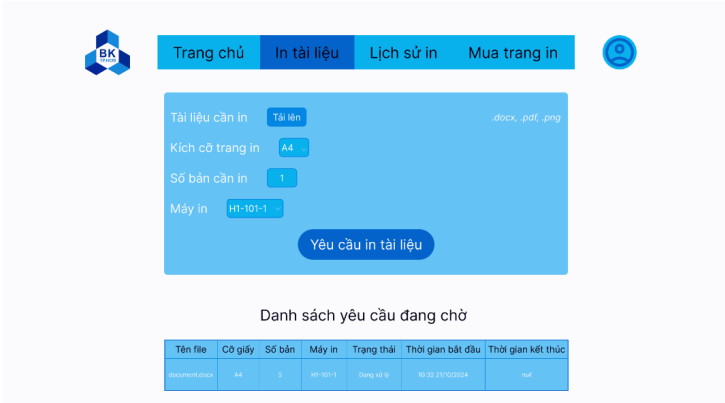 BK
TP.HCM
Trang chủ
In tài liệu
Lịch sử in
Mua trang in
Tài liệu cần in
Tải lên
.docx, .pdf, .png
Kích cỡ trang in
A4
Số bản cần in
1
Máy in
H1-101-1
Yêu cầu in tài liệu
Danh sách yêu cầu đang chờ
Tên file Cỡ giấy Số bản Máy in Trạng thái Thời gian bắt đầu Thời gian kết thúc
document.docx A4 5 H1-101-1 Đang xử lý 10:32 21/10/2024 null